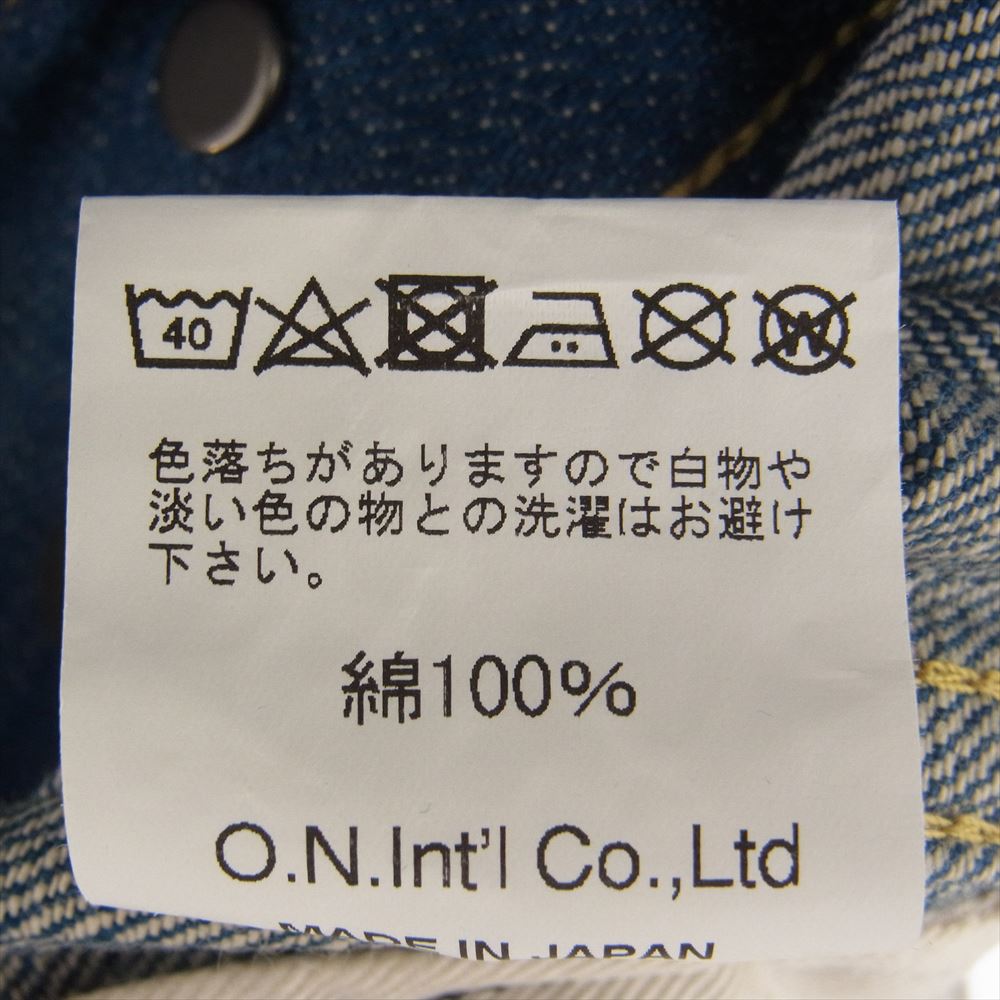 40
W
色落ちがありますので白物や
淡い色の物との洗濯はお避け
下さい。
綿100%
O.N.Int'l Co.,Ltd
MADE IN JAPAN